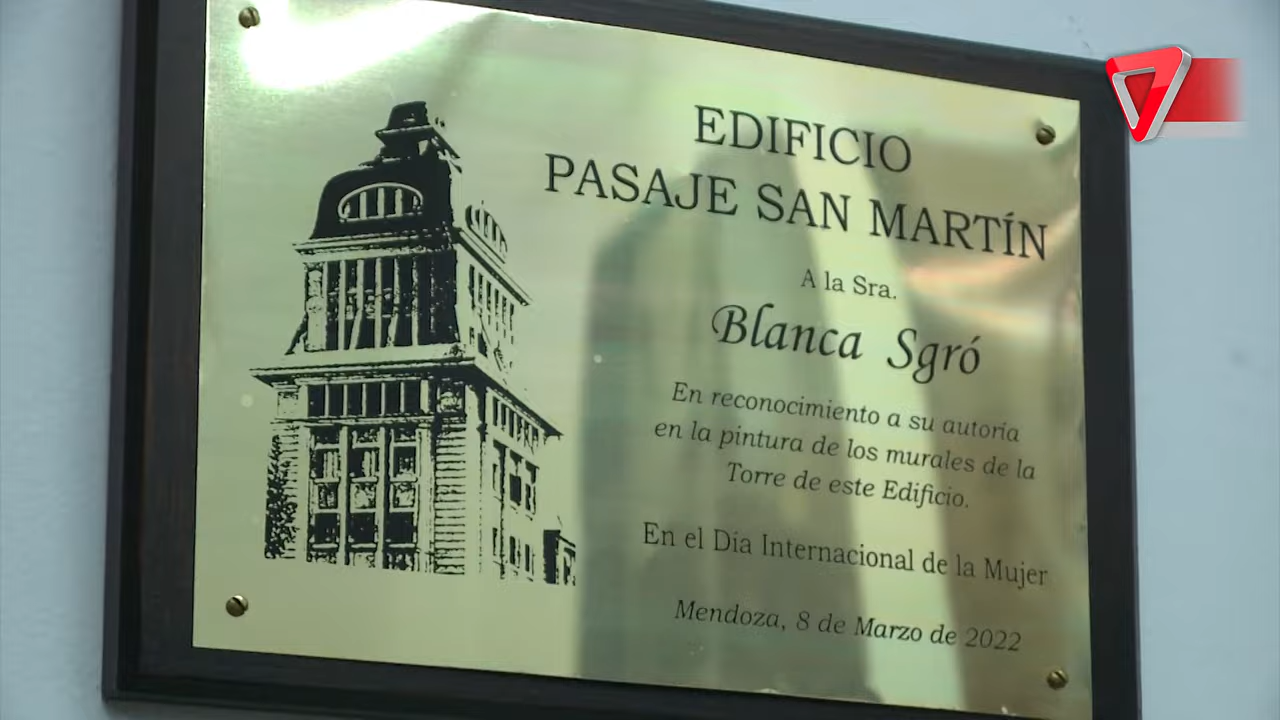 EDIFICIO
PASAJE SAN MARTÍN
A la Sra.
Blanca Sgró
En reconocimiento a su autoría
en la pintura de los murales de la
Torre de este Edificio.
En el Día Internacional de la Mujer
Mendoza, 8 de Marzo de 2022